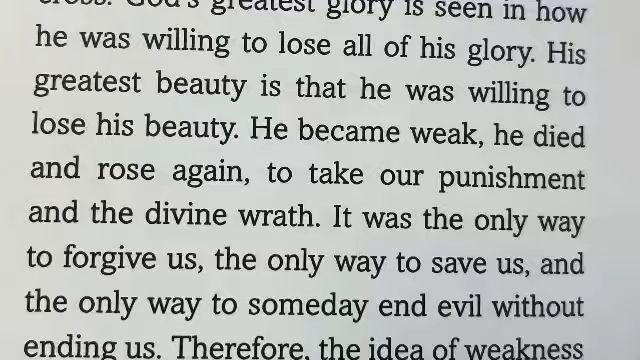 cross. God's greatest glory is seen in how
he was willing to lose all of his glory. His
greatest beauty is that he was willing to
lose his beauty. He became weak, he died
and rose again, to take our punishment
and the divine wrath. It was the only way
to forgive us, the only way to save us, and
the only way to someday end evil without
ending us. Therefore, the idea of weakness